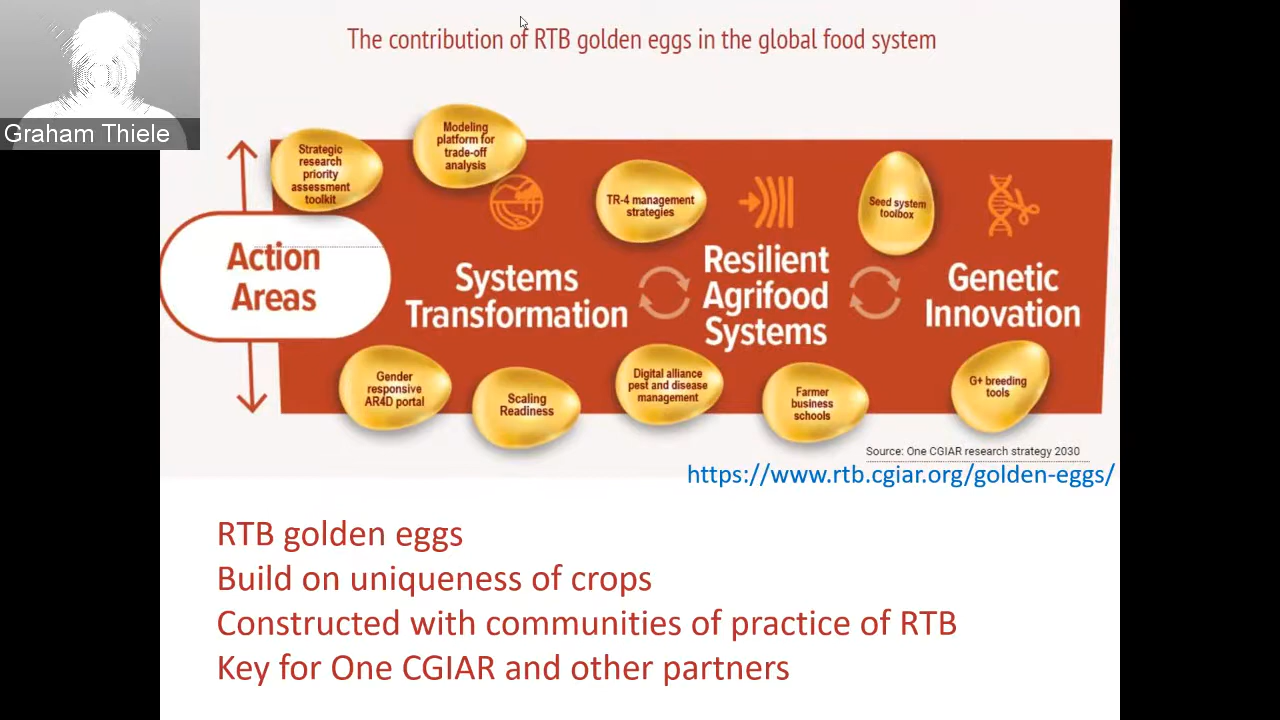 The contribution of RTB golden eggs in the global food system
Graham Thiele
Strategic
research
priority
assessment
toolkit
Modeling
platform for
trade-off
analysis
TR-4 management
strategies
Seed system
toolbox
Action
Areas
Systems
Transformation
Resilient
Agrifood
Systems
Genetic
Innovation
Gender
responsive
AR4D portal
Scaling
Readiness
Digital alliance
pest and disease
management
Farmer
business
schools
G+ breeding
tools
Source: One CGIAR research strategy 2030
https://www.rtb.cgiar.org/golden-eggs/
RTB golden eggs
Build on uniqueness of crops
Constructed with communities of practice of RTB
Key for One CGIAR and other partners